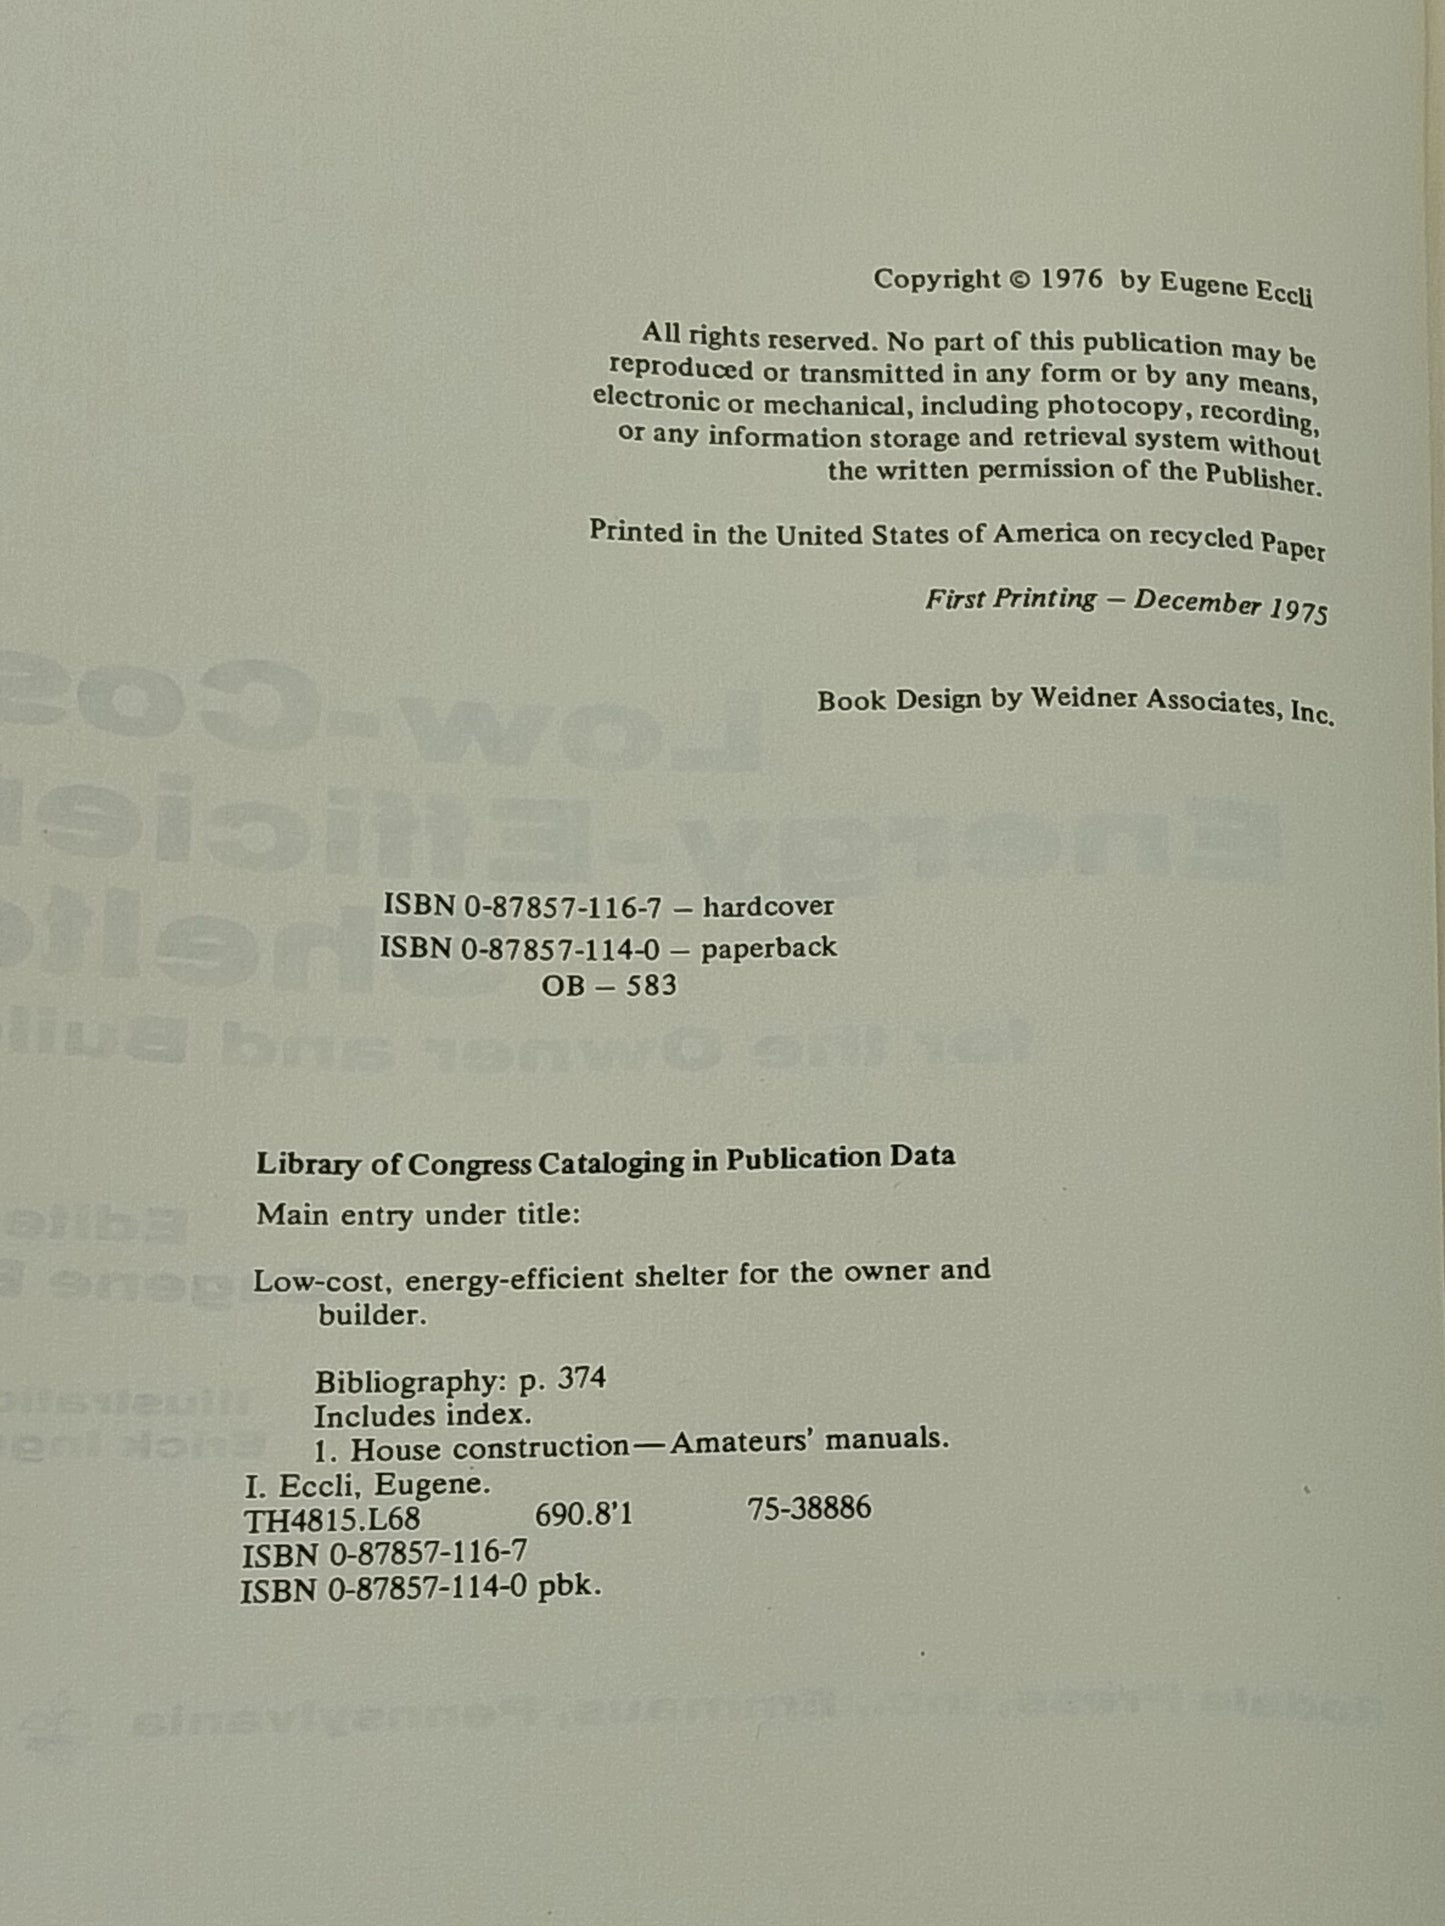 Copyright © 1976 by Eugene Eccli
All rights reserved. No part of this publication may be
reproduced or transmitted in any form or by any means,
electronic or mechanical, including photocopy, recording,
or any information storage and retrieval system without
the written permission of the Publisher.
Printed in the United States of America on recycled Paper
First Printing — December 1975
Book Design by Weidner Associates, Inc.
ISBN 0-87857-116-7 — hardcover
ISBN 0-87857-114-0 — paperback
OB — 583
Library of Congress Cataloging in Publication Data
Main entry under title:
Low-cost, energy-efficient shelter for the owner and
builder.
Bibliography: p. 374
Includes index.
1. House construction—Amateurs' manuals.
I. Eccli, Eugene.
TH4815.L68 690.8'1 75-38886
ISBN 0-87857-116-7
ISBN 0-87857-114-0 pbk.